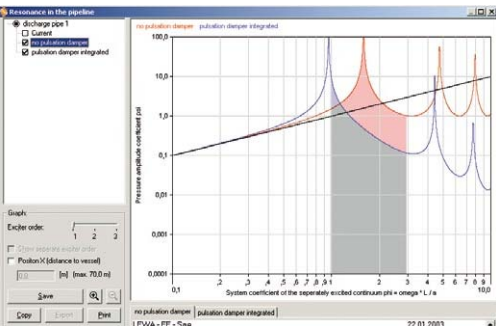 Resonance in the pipeline
discharge pipe 1
Current
no pulsation damper
pulsation damper integrated
Graph:
Exciter order:
1 2 3
Show separate exciter order
Position X (distance to vessel)
0.0 [m] (max. 70,0 m)
Save
Copy Export Print
no pulsation damper pulsation damper integrated
Pressure amplitude coefficient psi
100,0
10,0
1,0
0,1
0,01
0,001
0,0001
0,1 ,2 ,3 ,4 ,5 ,6 ,7 ,8 ,9 1 2 3 4 5 6 7 8 9 10,0
System coefficient of the seperately excited continuum phi = omega * L / a
no pulsation damper pulsation damper integrated
22.01.2003